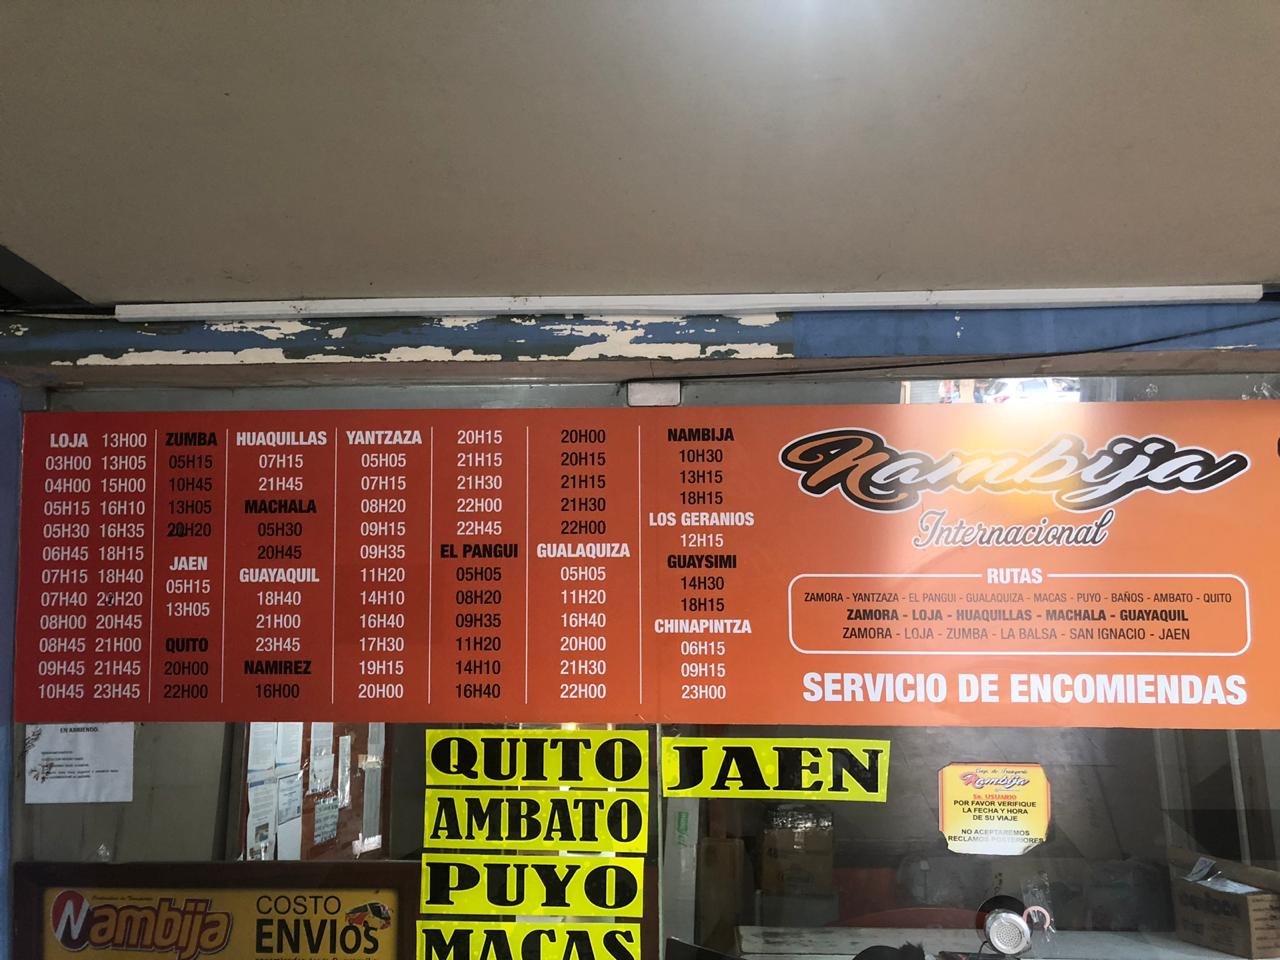 LOJA 13H00
03H00 13H05
04H00 15H00
05H15 16H10
05H30 16H35
06H45 18H15
07H15 18H40
07H40 20H20
08H00 20H45
08H45 21H00
09H45 21H45
10H45 23H45
ZUMBA
05H15
10H45
13H05
20H20
JAEN
05H15
13H05
QUITO
20H00
22H00
HUAQUILLAS
07H15
21H45
MACHALA
05H30
20H45
GUAYAQUIL
18H40
21H00
23H45
NAMIREZ
16H00
YANTZAZA
05H05
07H15
08H20
09H15
09H35
11H20
14H10
16H40
17H30
19H15
20H00
20H15
21H15
21H30
22H00
22H45
EL PANGUI
05H05
08H20
09H35
11H20
14H10
16H40
20H00
20H15
21H15
21H30
22H00
GUALAQUIZA
05H05
11H20
16H40
20H00
21H30
22H00
NAMBIJA
10H30
13H15
18H15
LOS GERANIOS
12H15
GUAYSIMI
14H30
18H15
CHINAPINTZA
06H15
09H15
23H00
Nambija
Internacional
RUTAS
ZAMORA - YANTZAZA - EL PANGUI - GUALAQUIZA - MACAS - PUYO - BAÑOS - AMBATO - QUITO
ZAMORA - LOJA - HUAQUILLAS - MACHALA - GUAYAQUIL
ZAMORA - LOJA - ZUMBA - LA BALSA - SAN IGNACIO - JAEN
SERVICIO DE ENCOMIENDAS
EN ARRIENDO.
QUITO
AMBATO
PUYO
MACAS
JAEN
Nambija
Sr. USUARIO
POR FAVOR VERIFIQUE
LA FECHA Y HORA
DE SU VIAJE
NO ACEPTAREMOS
RECLAMOS POSTERIORES
Nambija
COSTO
ENVIOS